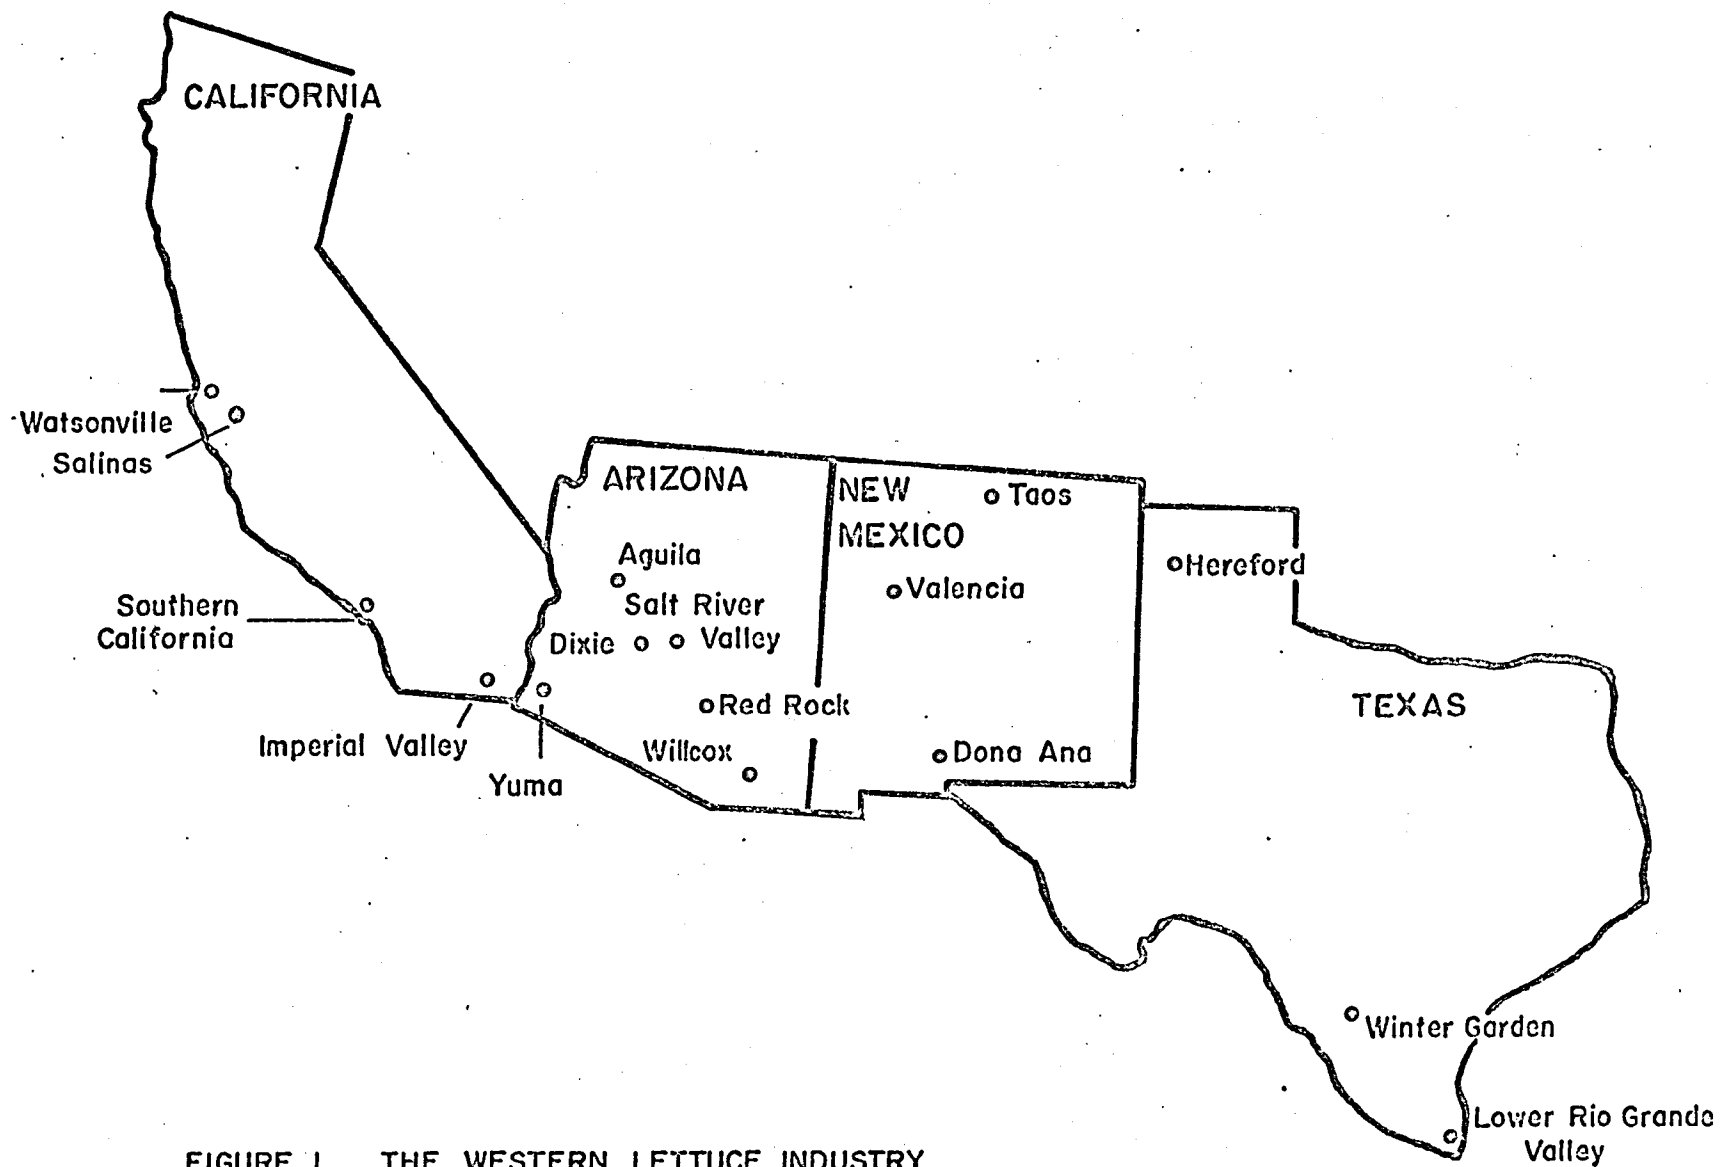 CALIFORNIA
Watsonville
Salinas
Southern
California
Imperial Valley
Yuma
ARIZONA
Aguila
Salt River
Valley
Dixie
Red Rock
Willcox
NEW
MEXICO
Taos
Valencia
Dona Ana
Hereford
TEXAS
Winter Garden
Lower Rio Grande
Valley
FIGURE 1. THE WESTERN LETTUCE INDUSTRY